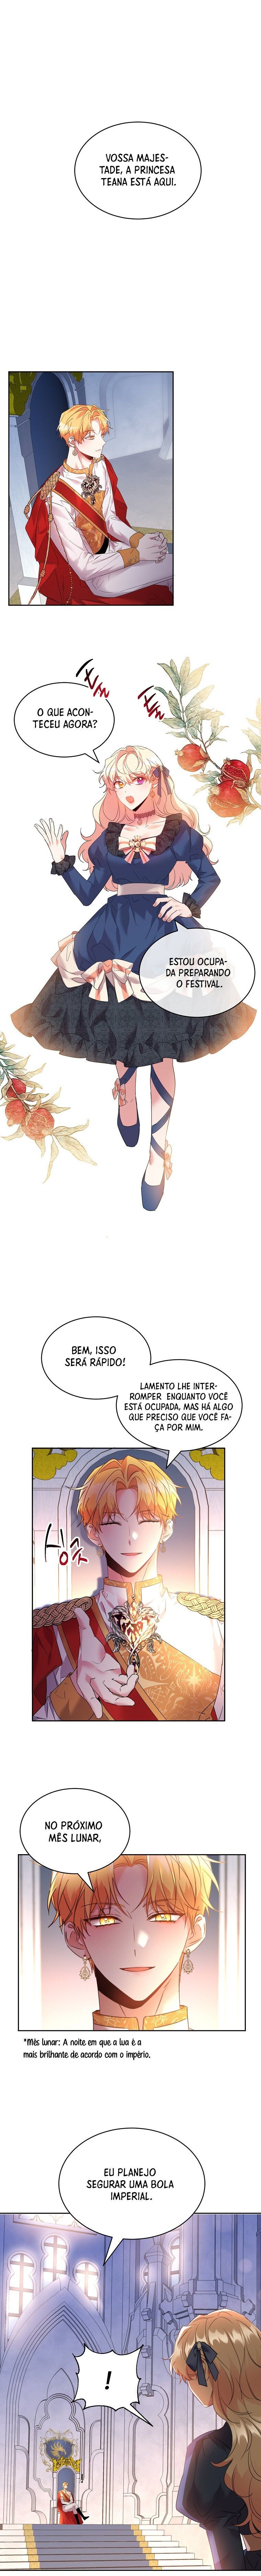 VOSSA MAJES-
TADE, A PRINCESA
TEANA ESTÁ AQUI.
O QUE ACON-
TECEU AGORA?
ESTOU OCUPA-
DA PREPARANDO
O FESTIVAL.
BEM, ISSO
SERÁ RÁPIDO!
LAMENTO LHE INTER-
ROMPER ENQUANTO VOCÊ
ESTÁ OCUPADA, MAS HÁ ALGO
QUE PRECISO QUE VOCÊ FA-
ÇA POR MIM.
NO PRÓXIMO
MÊS LUNAR,
*Mês lunar: A noite em que a lua é a
mais brilhante de acordo com o império.
EU PLANEJO
SEGURAR UMA BOLA
IMPERIAL.
!